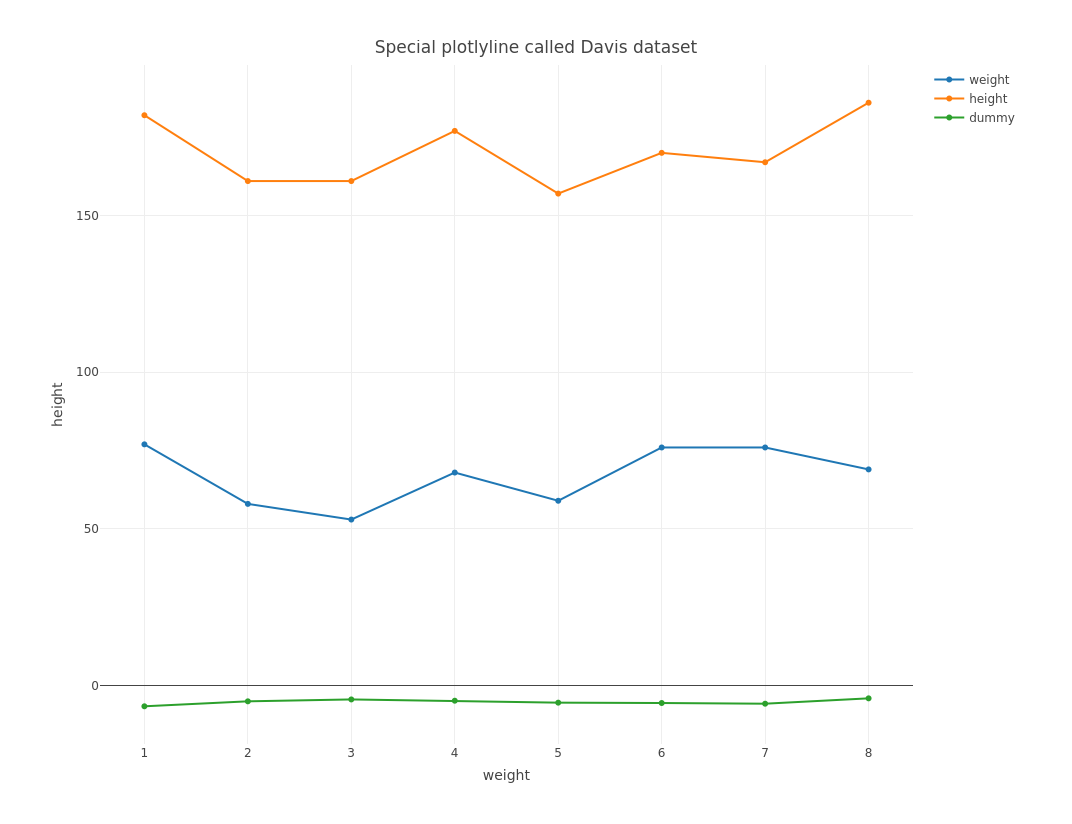 Special plotlyline called Davis dataset
weight
height
dummy
150
100
50
0
height
1 2 3 4 5 6 7 8
weight